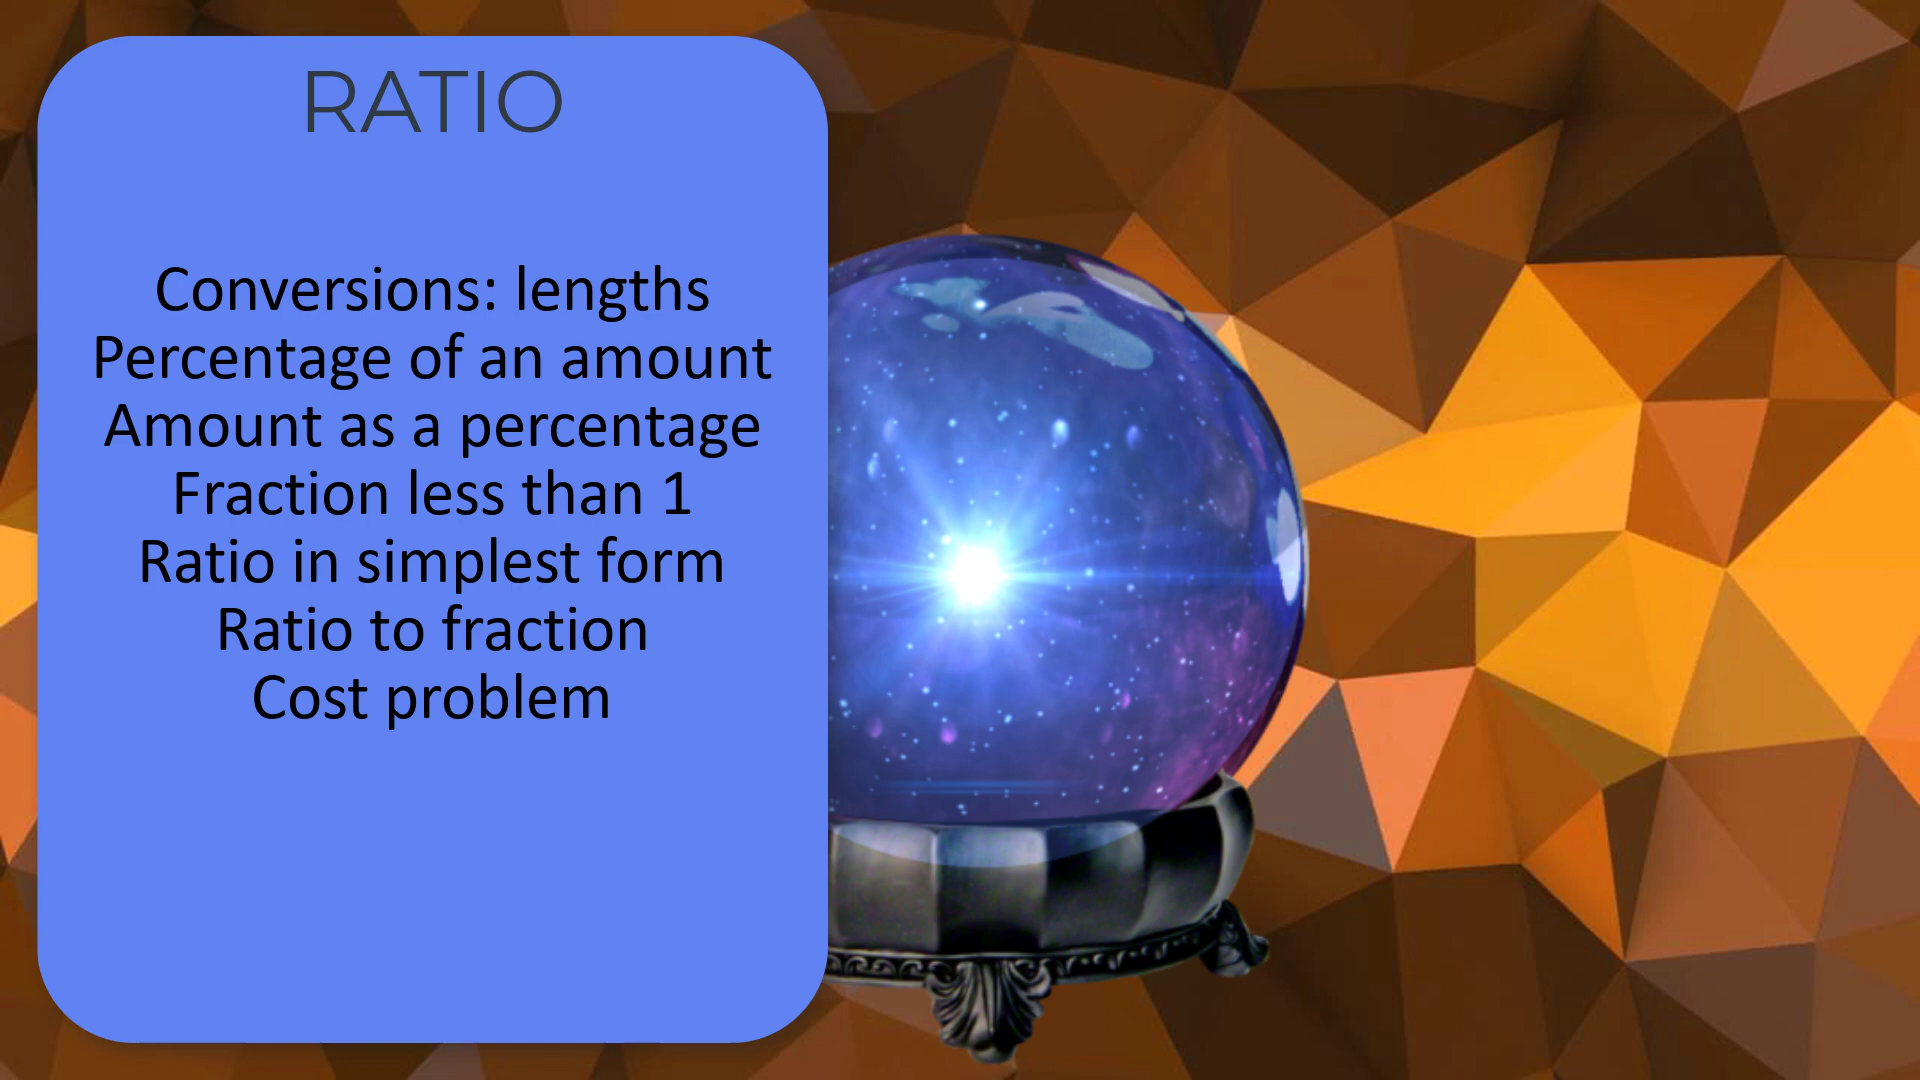 RATIO
Conversions: lengths
Percentage of an amount
Amount as a percentage
Fraction less than 1
Ratio in simplest form
Ratio to fraction
Cost problem